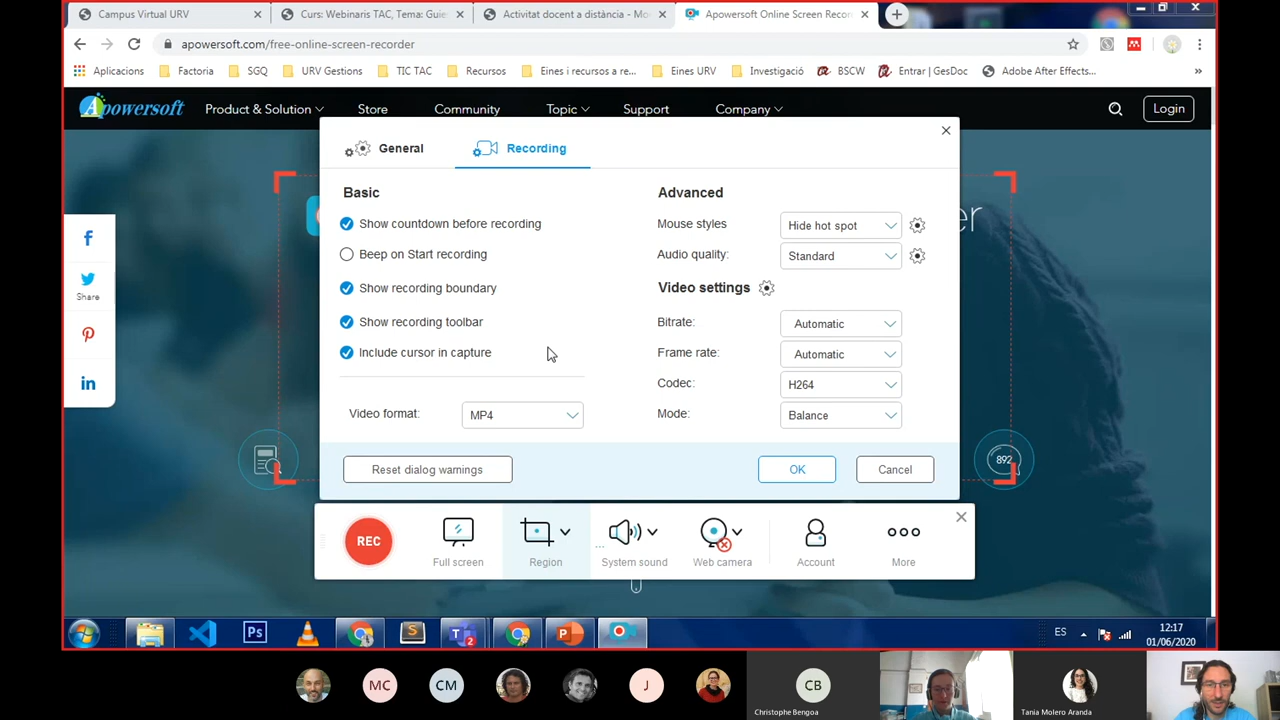 Campus Virtual URV
Curs: Webinaris TAC, Tema: Guie
Activitat docent a distància - Mo
Apowersoft Online Screen Recor
apowersoft.com/free-online-screen-recorder
Aplicacions
Factoria
SGQ
URV Gestions
TIC TAC
Recursos
Eines i recursos a re...
Eines URV
Investigació
BSCW
Entrar | GesDoc
Adobe After Effects...
»
Apowersoft
Product & Solution
Store
Community
Topic
Support
Company
Login
General
Recording
Basic
Show countdown before recording
Beep on Start recording
Show recording boundary
Show recording toolbar
Include cursor in capture
Video format:
MP4
Advanced
Mouse styles
Hide hot spot
Audio quality:
Standard
Video settings
Bitrate:
Automatic
Frame rate:
Automatic
Codec:
H264
Mode:
Balance
Reset dialog warnings
OK
Cancel
er
Share
892
REC
Full screen
Region
...
System sound
Web camera
Account
More
Ps
S
T
2
P
ES
12:17
01/06/2020
MC
CM
J
CB
Christophe Bengoa
Tania Molero Aranda